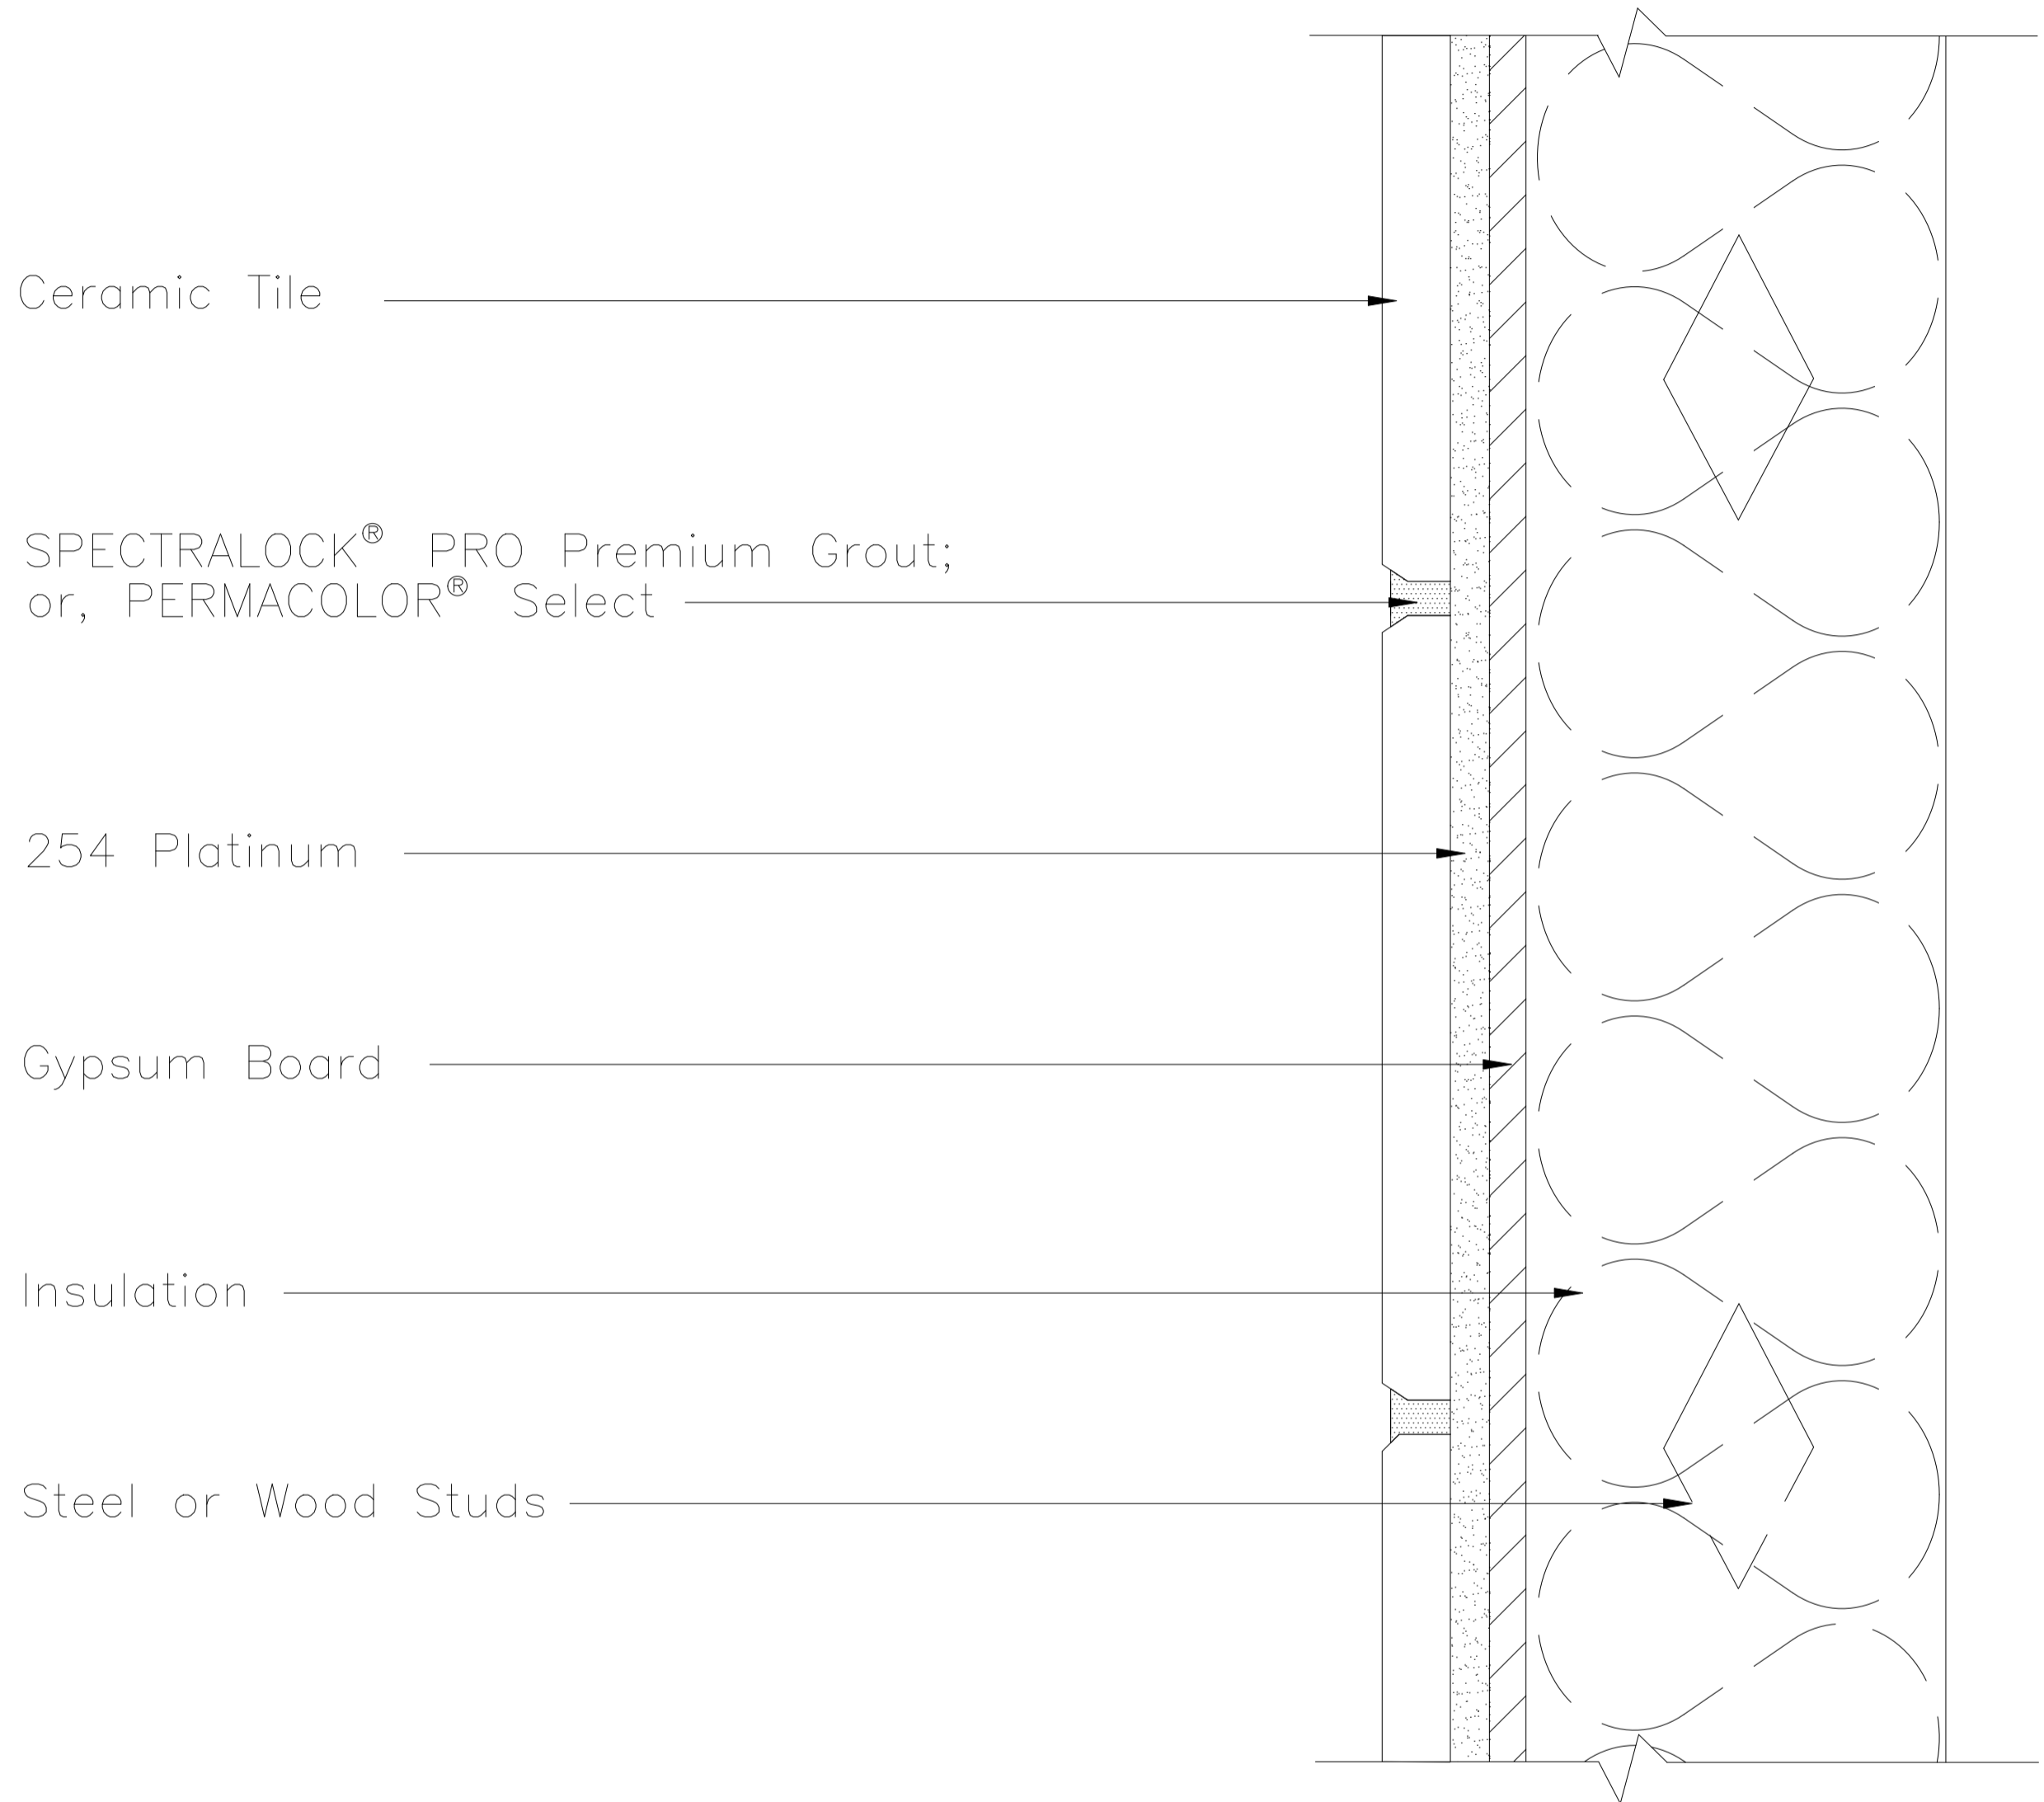 Ceramic Tile
SPECTRALOCK® PRO Premium Grout;
or, PERMACOLOR® Select
254 Platinum
Gypsum Board
Insulation
Steel or Wood Studs